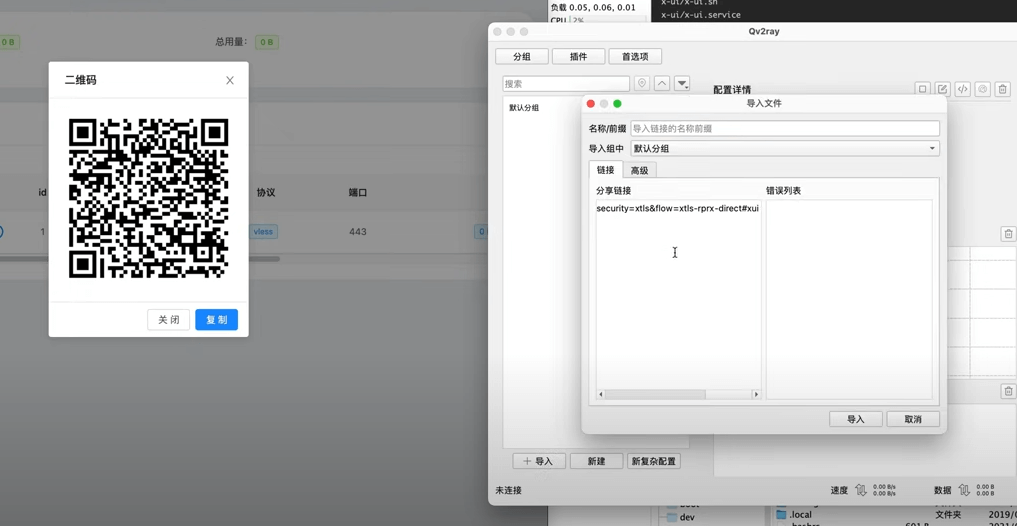 负载 0.05, 0.06, 0.01
CPU 2%
x-ui/x-ui.sh
x-ui/x-ui.service
0 B
总用量：
0 B
二维码
id
协议
端口
1
vless
443
0
关 闭
复 制
Qv2ray
分组
插件
首选项
搜索
默认分组
配置详情
导入文件
名称/前缀
导入链接的名称前缀
导入组中
默认分组
链接
高级
分享链接
错误列表
security=xtls&flow=xtls-rprx-direct#xui
导入
取消
+ 导入
新建
新复杂配置
未连接
速度
0.00 B/s
0.00 B/s
数据
0.00 B
0.00 B
dev
.local
文件夹